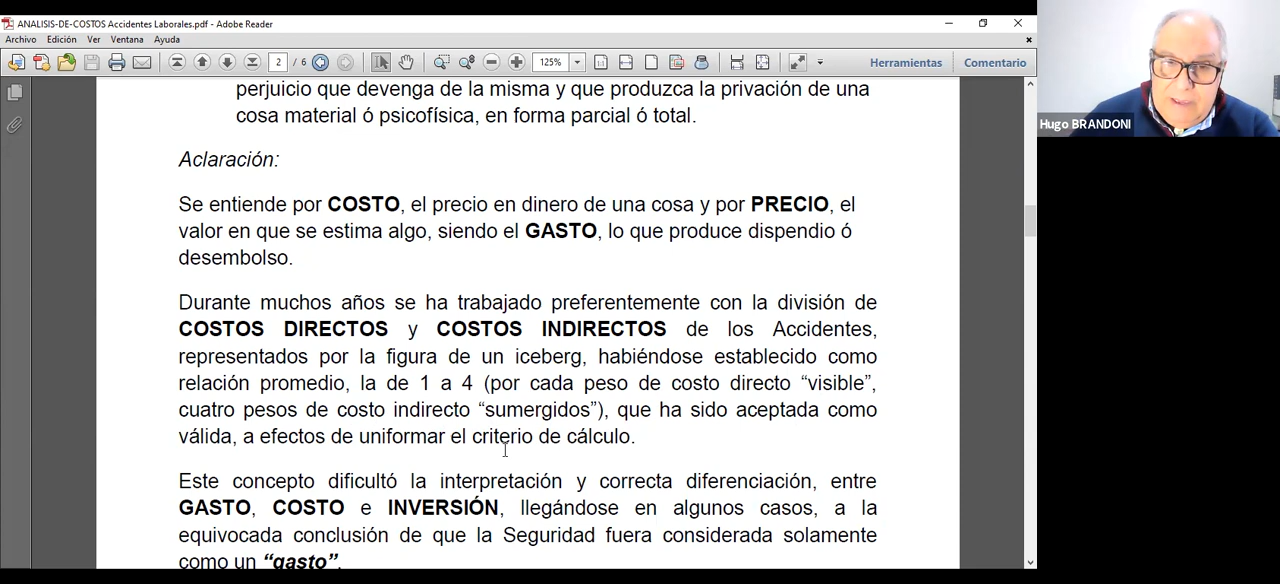 ANALISIS-DE-COSTOS Accidentes Laborales.pdf - Adobe Reader
Archivo Edición Ver Ventana Ayuda
2 / 6 125% Herramientas Comentario
perjuicio que devenga de la misma y que produzca la privación de una
cosa material ó psicofísica, en forma parcial ó total.
Aclaración:
Se entiende por COSTO, el precio en dinero de una cosa y por PRECIO, el
valor en que se estima algo, siendo el GASTO, lo que produce dispendio ó
desembolso.
Durante muchos años se ha trabajado preferentemente con la división de
COSTOS DIRECTOS y COSTOS INDIRECTOS de los Accidentes,
representados por la figura de un iceberg, habiéndose establecido como
relación promedio, la de 1 a 4 (por cada peso de costo directo “visible”,
cuatro pesos de costo indirecto “sumergidos”), que ha sido aceptada como
válida, a efectos de uniformar el criterio de cálculo.
Este concepto dificultó la interpretación y correcta diferenciación, entre
GASTO, COSTO e INVERSIÓN, llegándose en algunos casos, a la
equivocada conclusión de que la Seguridad fuera considerada solamente
como un “gasto”.
Hugo BRANDONI